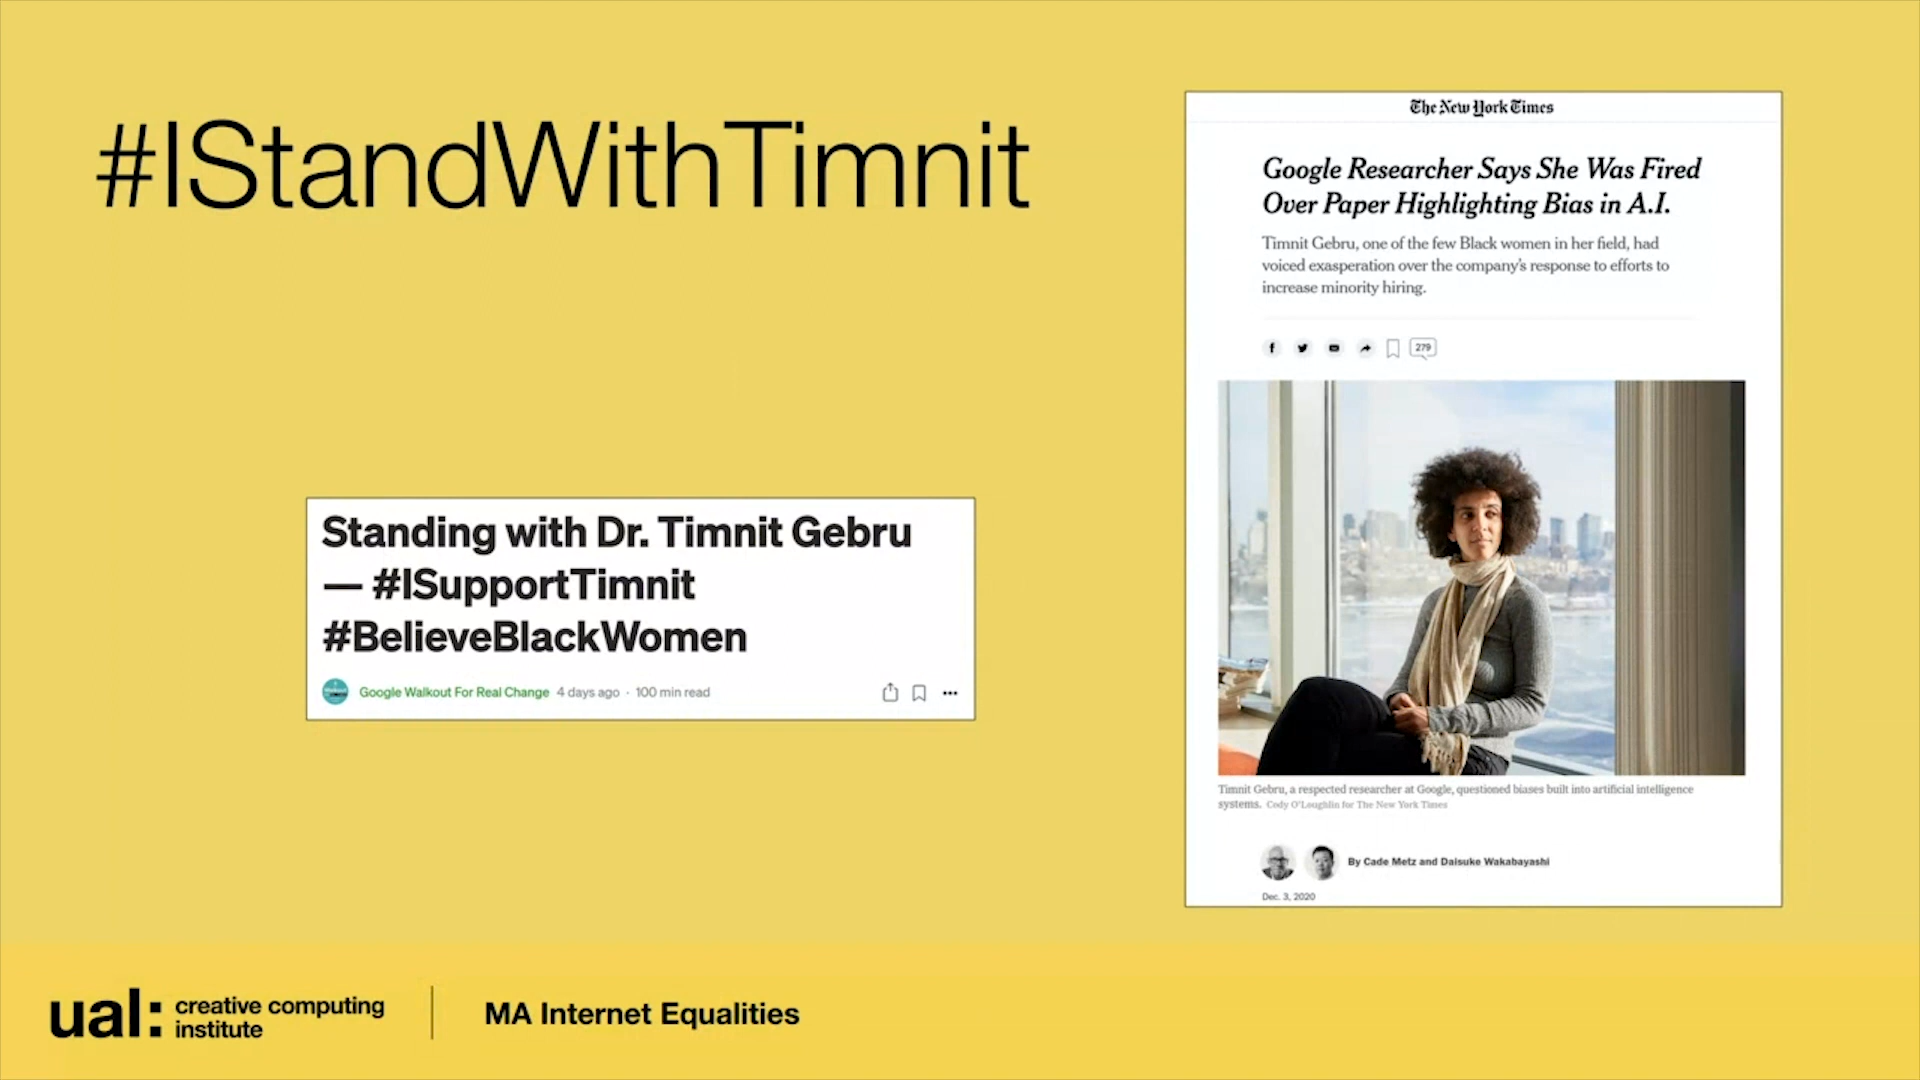 #IStandWithTimnit
Standing with Dr. Timnit Gebru
— #ISupportTimnit
#BelieveBlackWomen
Google Walkout For Real Change 4 days ago · 100 min read
The New York Times
Google Researcher Says She Was Fired
Over Paper Highlighting Bias in A.I.
Timnit Gebru, one of the few Black women in her field, had
voiced exasperation over the company's response to efforts to
increase minority hiring.
279
Timnit Gebru, a respected researcher at Google, questioned biases built into artificial intelligence
systems. Cody O'Loughlin for The New York Times
By Cade Metz and Daisuke Wakabayashi
Dec. 3, 2020
ual: creative computing
institute
MA Internet Equalities